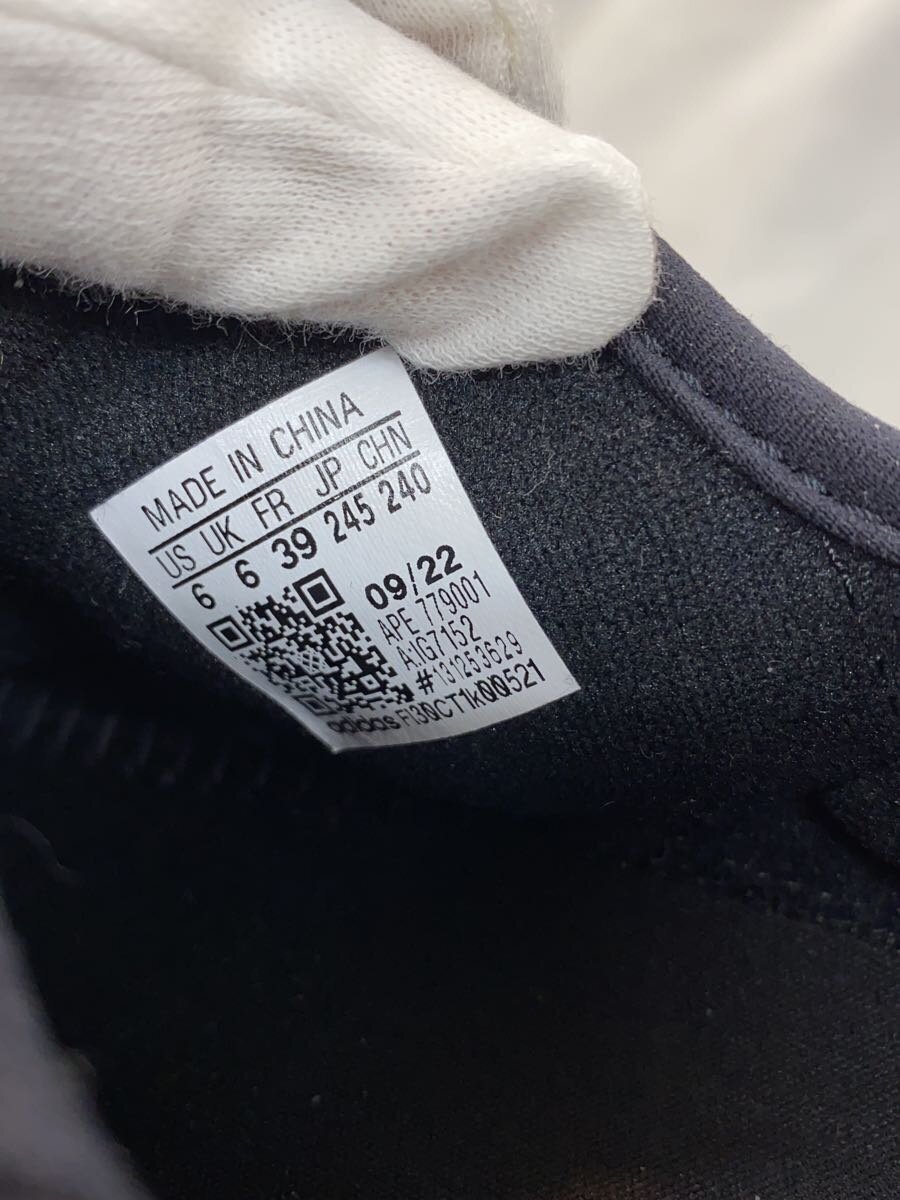 MADE IN CHINA
US UK FR JP CHN
6 6 39 245 240
09/22
APE 779001
A:IG7152
#131253629
adidas FI3QCT1k00521